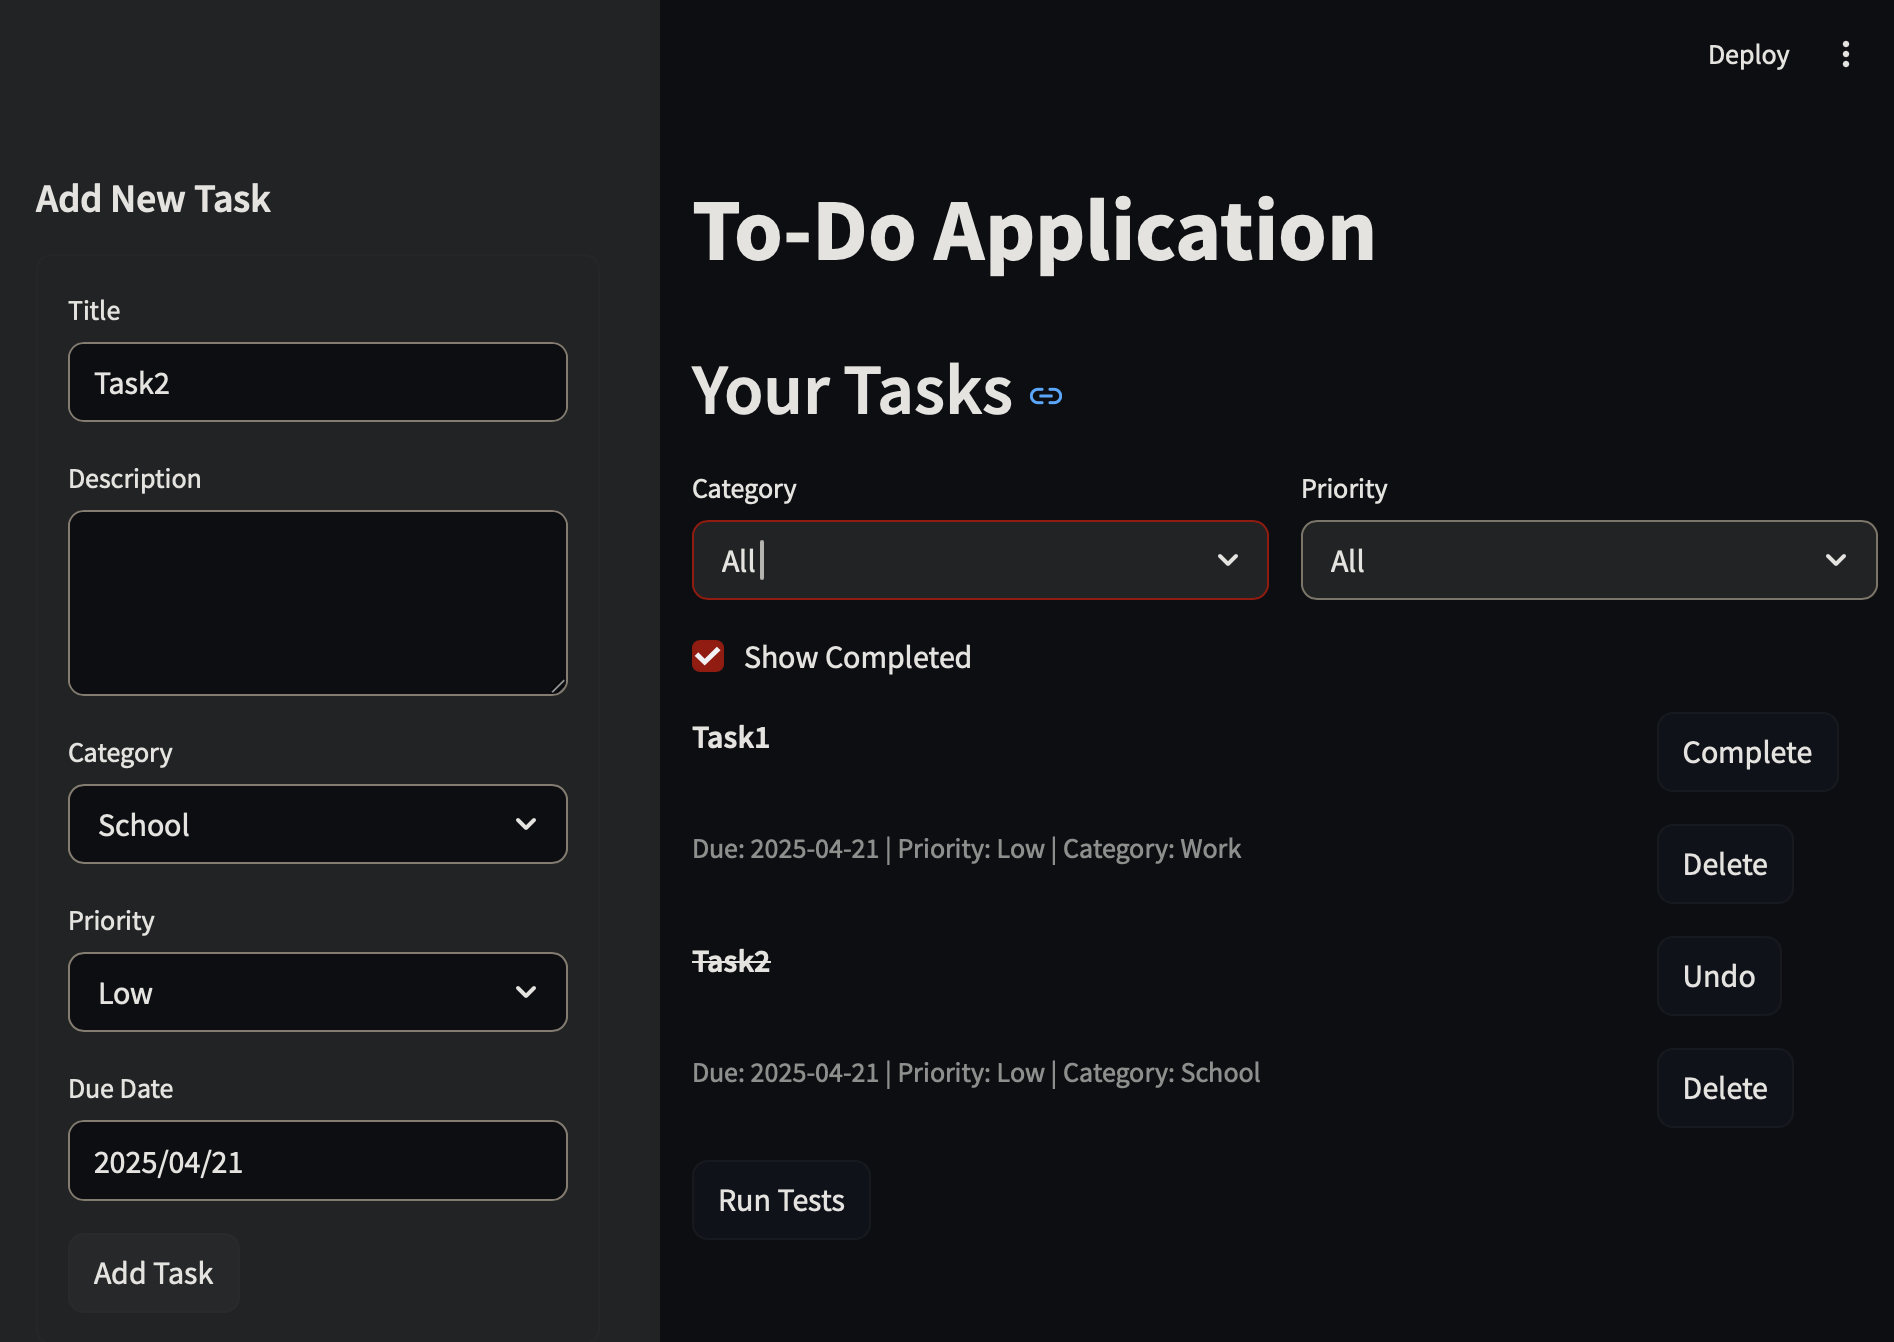 Deploy
Add New Task
Title
Task2
Description
Category
School
Priority
Low
Due Date
2025/04/21
Add Task
To-Do Application
Your Tasks
Category
Priority
All
All
Show Completed
Task1
Complete
Due: 2025-04-21 | Priority: Low | Category: Work
Delete
Task2
Undo
Due: 2025-04-21 | Priority: Low | Category: School
Delete
Run Tests